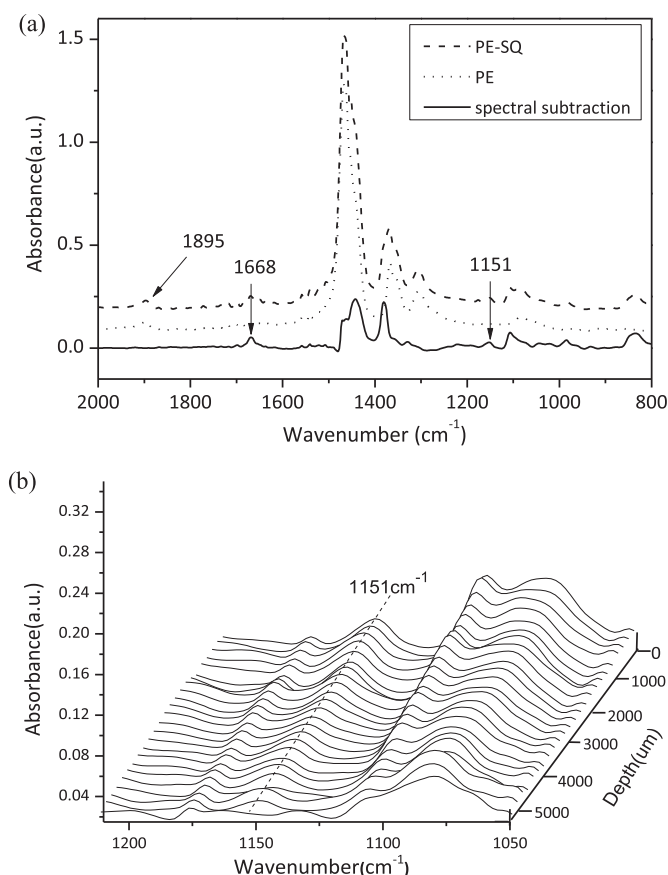 (a)
1.5
1.0
0.5
0.0
Absorbance(a.u.)
PE-SQ
PE
spectral subtraction
1895
1668
1151
2000 1800 1600 1400 1200 1000 800
Wavenumber (cm⁻¹)
(b)
0.32
0.28
0.24
0.20
0.16
0.12
0.08
0.04
Absorbance(a.u.)
1151cm⁻¹
0
1000
2000
3000
4000
5000
Depth(um)
1200 1150 1100 1050
Wavenumber(cm⁻¹)